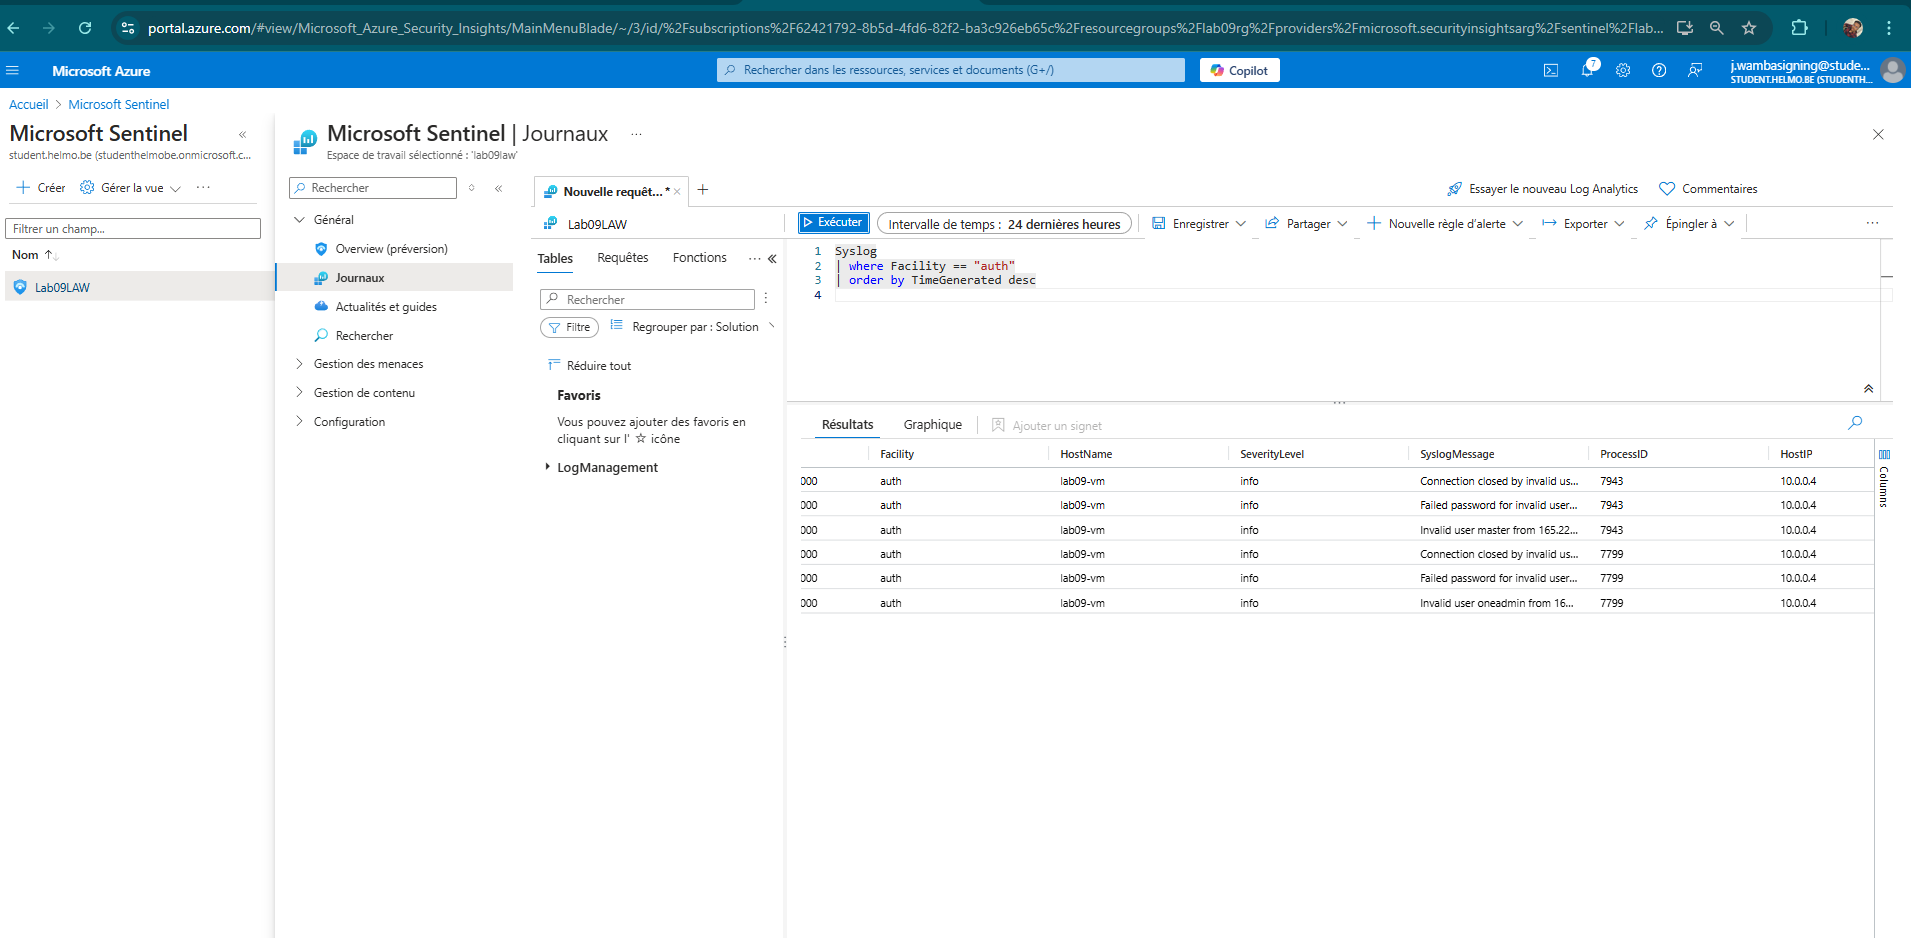 portal.azure.com/#view/Microsoft_Azure_Security_Insights/MainMenuBlade/~/3/id/%2Fsubscriptions%2F62421792-8b5d-4fd6-82f2-ba3c926eb65c%2Fresourcegroups%2Flab09rg%2Fproviders%2Fmicrosoft.securityinsightsarg%2Fsentinel%2Flab...
Microsoft Azure
Rechercher dans les ressources, services et documents (G+/)
Copilot
7
j.wambasigning@stude...
STUDENT.HELMO.BE (STUDENTH...
Accueil > Microsoft Sentinel
Microsoft Sentinel
student.helmo.be (studenthelmobe.onmicrosoft.c...
Créer
Gérer la vue
Filtrer un champ...
Nom
Lab09LAW
Microsoft Sentinel | Journaux
Espace de travail sélectionné : 'lab09law'
Rechercher
Général
Overview (préversion)
Journaux
Actualités et guides
Rechercher
Gestion des menaces
Gestion de contenu
Configuration
Nouvelle requêt... *
Essayer le nouveau Log Analytics
Commentaires
Lab09LAW
Exécuter
Intervalle de temps : 24 dernières heures
Enregistrer
Partager
Nouvelle règle d'alerte
Exporter
Épingler à
Tables
Requêtes
Fonctions
Rechercher
Filtre
Regrouper par : Solution
Réduire tout
Favoris
Vous pouvez ajouter des favoris en
cliquant sur l' ☆ icône
LogManagement
1 Syslog
2 | where Facility == "auth"
3 | order by TimeGenerated desc
4
Résultats
Graphique
Ajouter un signet
Facility HostName SeverityLevel SyslogMessage ProcessID HostIP
000 auth lab09-vm info Connection closed by invalid us... 7943 10.0.0.4
000 auth lab09-vm info Failed password for invalid user... 7943 10.0.0.4
000 auth lab09-vm info Invalid user master from 165.22... 7943 10.0.0.4
000 auth lab09-vm info Connection closed by invalid us... 7799 10.0.0.4
000 auth lab09-vm info Failed password for invalid user... 7799 10.0.0.4
000 auth lab09-vm info Invalid user oneadmin from 16... 7799 10.0.0.4
Columns